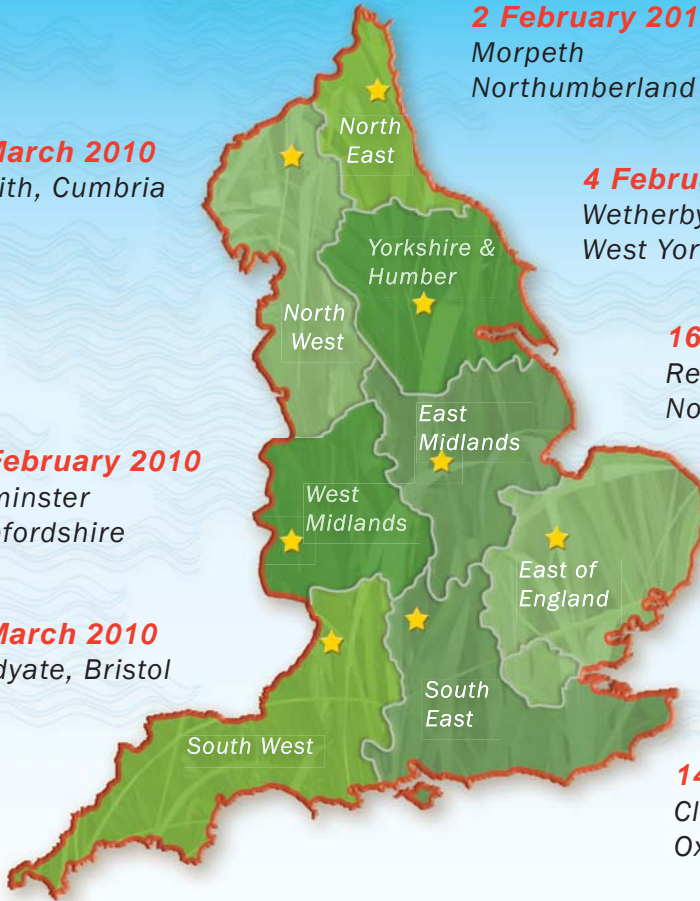 2 February 201
Morpeth
Northumberland
March 2010
ith, Cumbria
North
East
4 Febru
Wetherby
West Yor
Yorkshire &
Humber
North
West
16
Re
No
East
Midlands
February 2010
minster
fordshire
West
Midlands
East of
England
March 2010
dyate, Bristol
South
East
South West
14
Cl
Ox